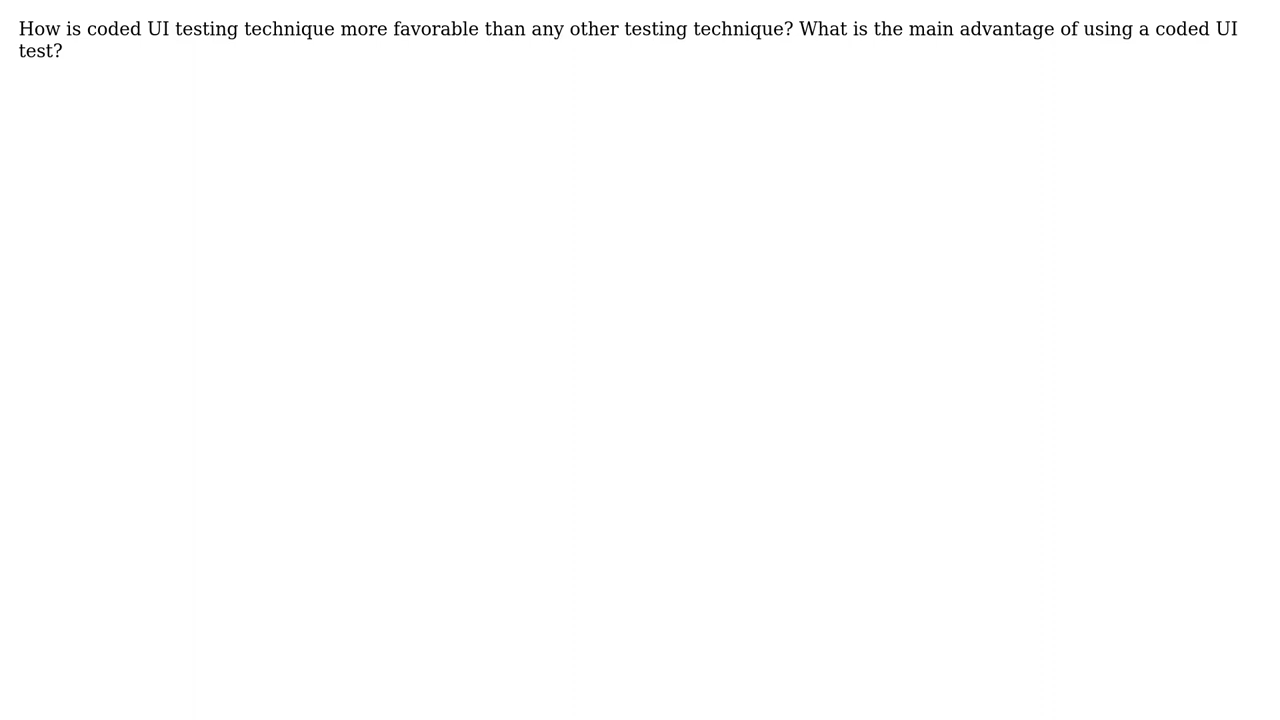 How is coded UI testing technique more favorable than any other testing technique? What is the main advantage of using a coded UI
test?